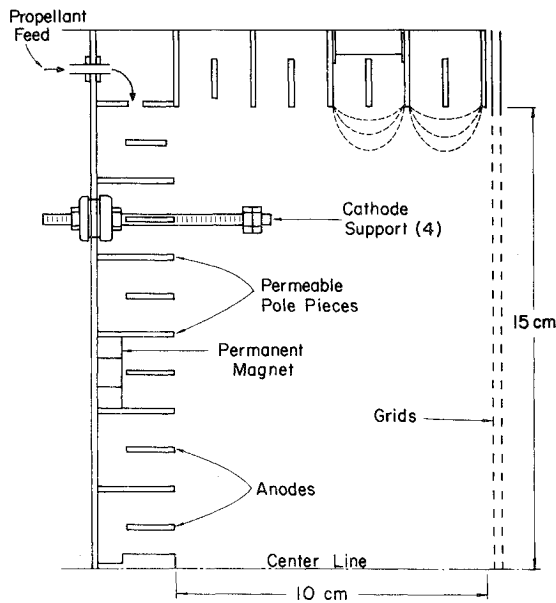 Propellant
Feed
Cathode
Support (4)
Permeable
Pole Pieces
15 cm
Permanent
Magnet
Grids
Anodes
Center Line
10 cm